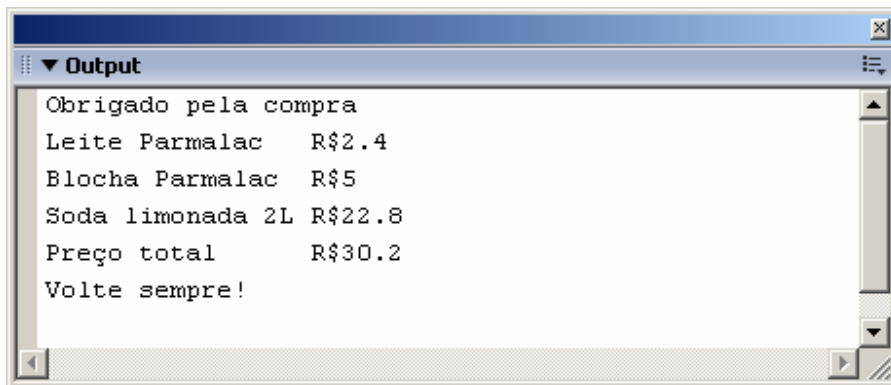 Output
Obrigado pela compra
Leite Parmalac R$2.4
Blocha Parmalac R$5
Soda limonada 2L R$22.8
Preço total R$30.2
Volte sempre!